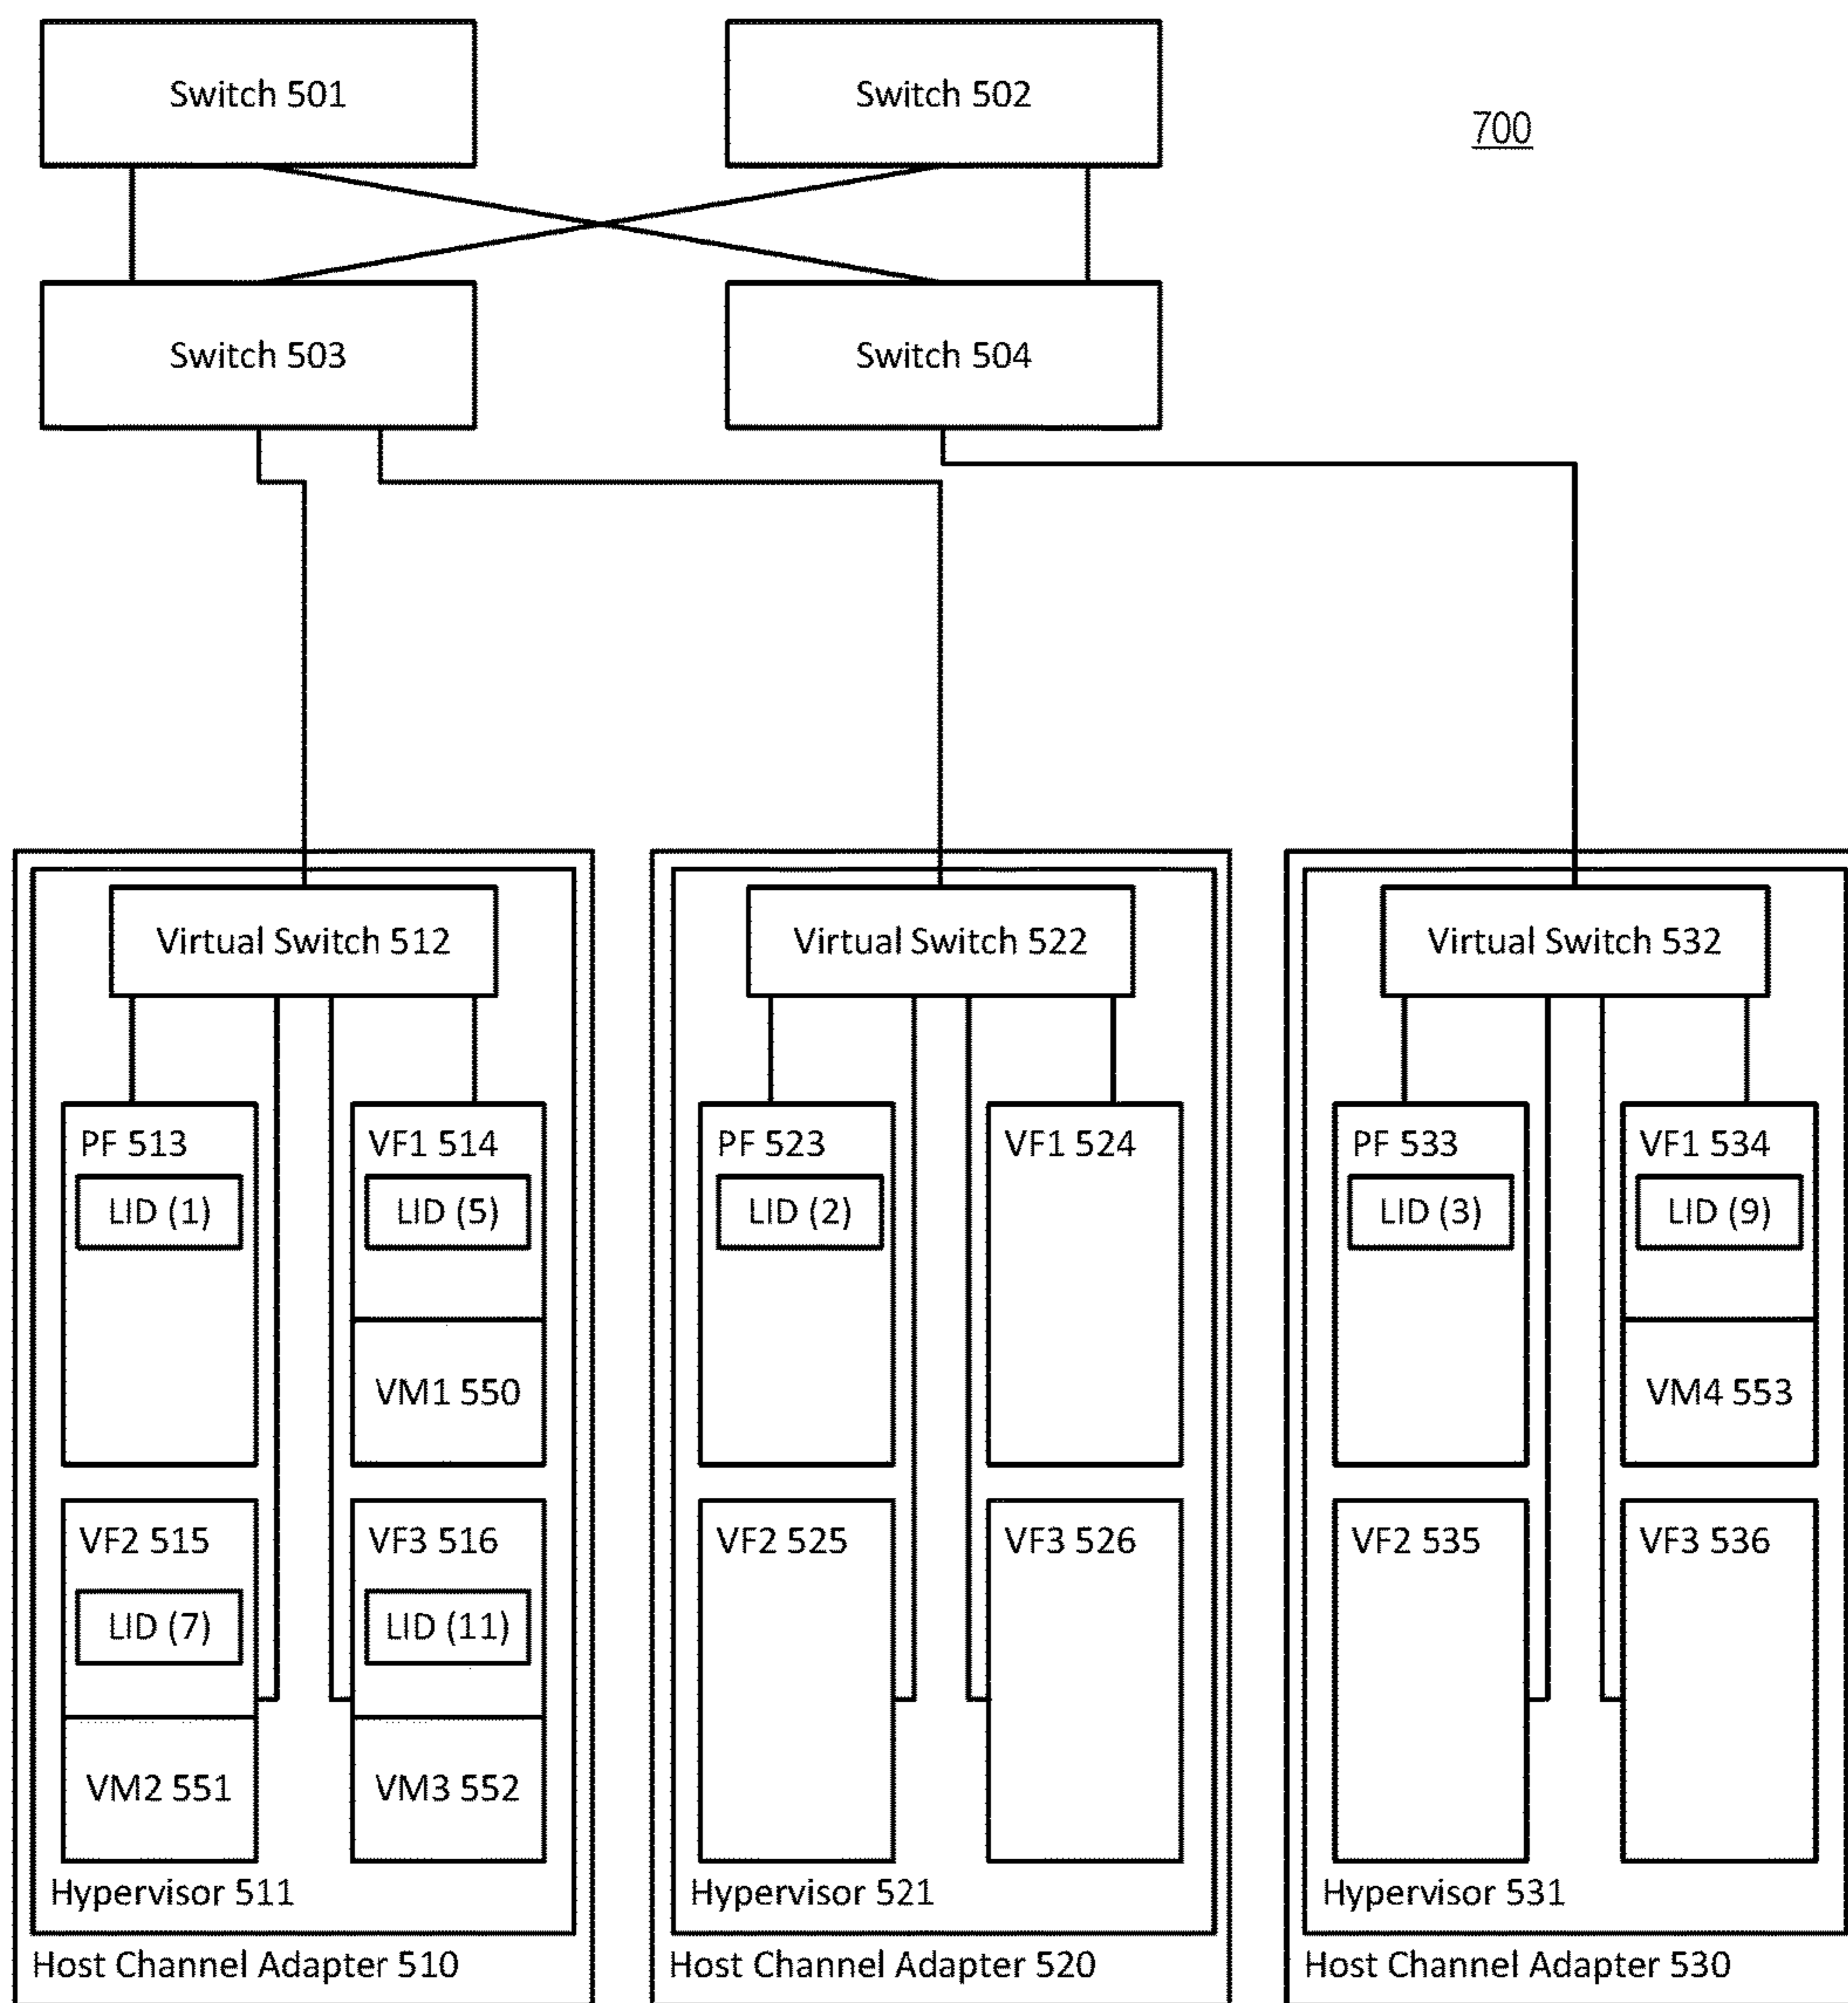 Switch 501
Switch 502
700
Switch 503
Switch 504
Virtual Switch 512
Virtual Switch 522
Virtual Switch 532
PF 513
LID (1)
VF1 514
LID (5)
VM1 550
VF2 515
LID (7)
VM2 551
VF3 516
LID (11)
VM3 552
Hypervisor 511
Host Channel Adapter 510
PF 523
LID (2)
VF1 524
VF2 525
VF3 526
Hypervisor 521
Host Channel Adapter 520
PF 533
LID (3)
VF1 534
LID (9)
VM4 553
VF2 535
VF3 536
Hypervisor 531
Host Channel Adapter 530